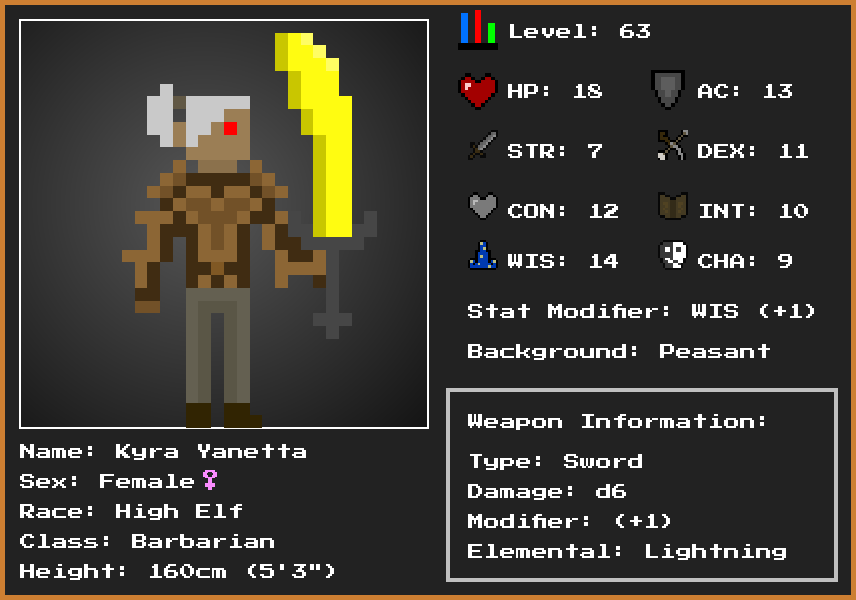 Level: 63
HP: 18
AC: 13
STR: 7
DEX: 11
CON: 12
INT: 10
WIS: 14
CHA: 9
Stat Modifier: WIS (+1)
Background: Peasant
Weapon Information:
Type: Sword
Damage: d6
Modifier: (+1)
Elemental: Lightning
Name: Kyra Yanetta
Sex: Female♀
Race: High Elf
Class: Barbarian
Height: 160cm (5'3")